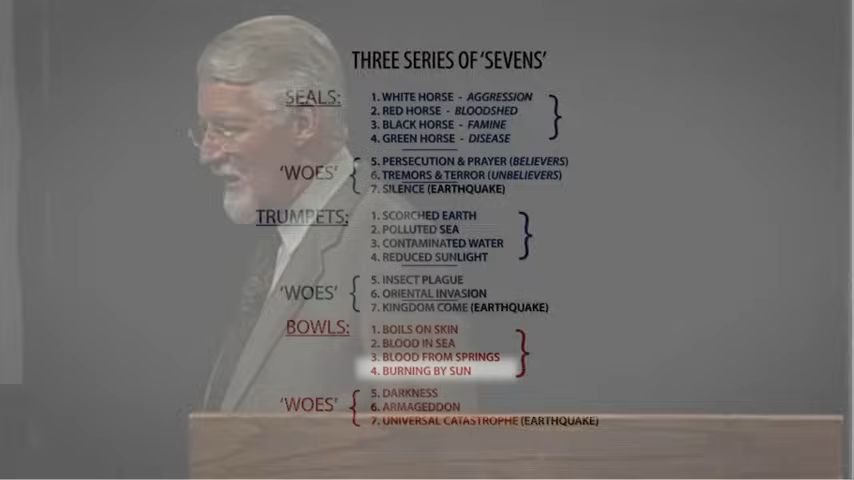 THREE SERIES OF 'SEVENS'
SEALS:
1. WHITE HORSE - AGGRESSION
2. RED HORSE - BLOODSHED
3. BLACK HORSE - FAMINE
4. GREEN HORSE - DISEASE
'WOES'
5. PERSECUTION & PRAYER (BELIEVERS)
6. TREMORS & TERROR (UNBELIEVERS)
7. SILENCE (EARTHQUAKE)
TRUMPETS:
1. SCORCHED EARTH
2. POLLUTED SEA
3. CONTAMINATED WATER
4. REDUCED SUNLIGHT
'WOES'
5. INSECT PLAGUE
6. ORIENTAL INVASION
7. KINGDOM COME (EARTHQUAKE)
BOWLS:
1. BOILS ON SKIN
2. BLOOD IN SEA
3. BLOOD FROM SPRINGS
4. BURNING BY SUN
'WOES'
5. DARKNESS
6. ARMAGEDDON
7. UNIVERSAL CATASTROPHE (EARTHQUAKE)